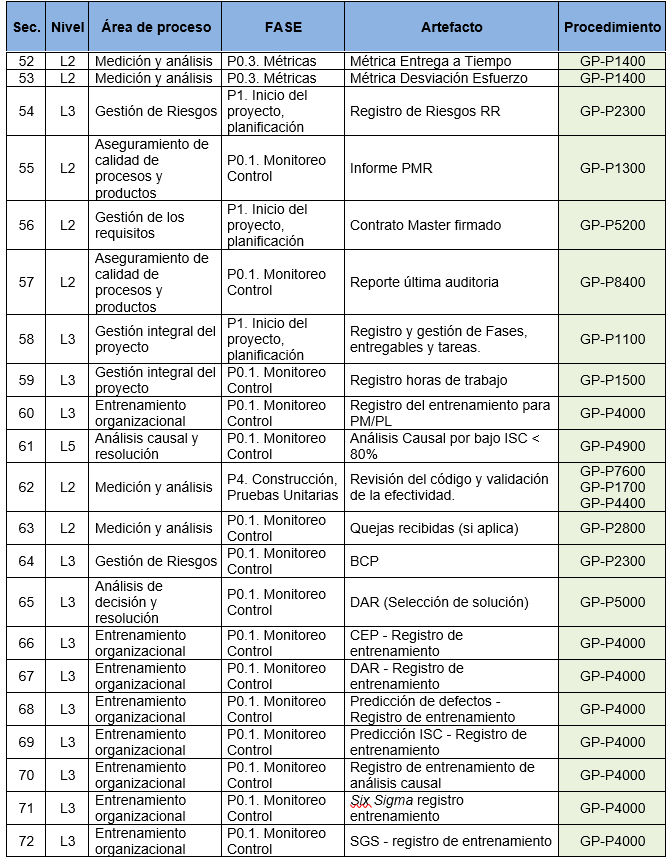 Sec. Nivel Área de proceso FASE Artefacto Procedimiento
52 L2 Medición y análisis P0.3. Métricas Métrica Entrega a Tiempo GP-P1400
53 L2 Medición y análisis P0.3. Métricas Métrica Desviación Esfuerzo GP-P1400
54 L3 Gestión de Riesgos P1. Inicio del proyecto, planificación Registro de Riesgos RR GP-P2300
55 L2 Aseguramiento de calidad de procesos y productos P0.1. Monitoreo Control Informe PMR GP-P1300
56 L2 Gestión de los requisitos P1. Inicio del proyecto, planificación Contrato Master firmado GP-P5200
57 L2 Aseguramiento de calidad de procesos y productos P0.1. Monitoreo Control Reporte última auditoria GP-P8400
58 L3 Gestión integral del proyecto P1. Inicio del proyecto, planificación Registro y gestión de Fases, entregables y tareas. GP-P1100
59 L3 Gestión integral del proyecto P0.1. Monitoreo Control Registro horas de trabajo GP-P1500
60 L3 Entrenamiento organizacional P0.1. Monitoreo Control Registro del entrenamiento para PM/PL GP-P4000
61 L5 Análisis causal y resolución P0.1. Monitoreo Control Análisis Causal por bajo ISC < 80% GP-P4900
62 L2 Medición y análisis P4. Construcción, Pruebas Unitarias Revisión del código y validación de la efectividad. GP-P7600 GP-P1700 GP-P4400
63 L2 Medición y análisis P0.1. Monitoreo Control Quejas recibidas (si aplica) GP-P2800
64 L3 Gestión de Riesgos P0.1. Monitoreo Control BCP GP-P2300
65 L3 Análisis de decisión y resolución P0.1. Monitoreo Control DAR (Selección de solución) GP-P5000
66 L3 Entrenamiento organizacional P0.1. Monitoreo Control CEP - Registro de entrenamiento GP-P4000
67 L3 Entrenamiento organizacional P0.1. Monitoreo Control DAR - Registro de entrenamiento GP-P4000
68 L3 Entrenamiento organizacional P0.1. Monitoreo Control Predicción de defectos - Registro de entrenamiento GP-P4000
69 L3 Entrenamiento organizacional P0.1. Monitoreo Control Predicción ISC - Registro de entrenamiento GP-P4000
70 L3 Entrenamiento organizacional P0.1. Monitoreo Control Registro de entrenamiento de análisis causal GP-P4000
71 L3 Entrenamiento organizacional P0.1. Monitoreo Control Six Sigma registro entrenamiento GP-P4000
72 L3 Entrenamiento organizacional P0.1. Monitoreo Control SGS - registro de entrenamiento GP-P4000